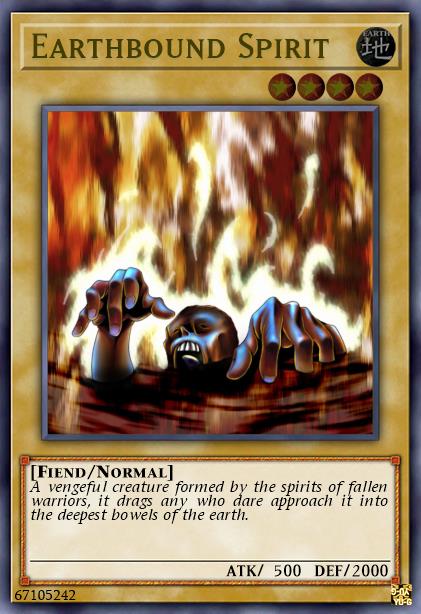 Earthbound Spirit
EARTH
地
[Fiend/Normal]
A vengeful creature formed by the spirits of fallen
warriors, it drags any who dare approach it into
the deepest bowels of the earth.
ATK/ 500 DEF/2000
67105242